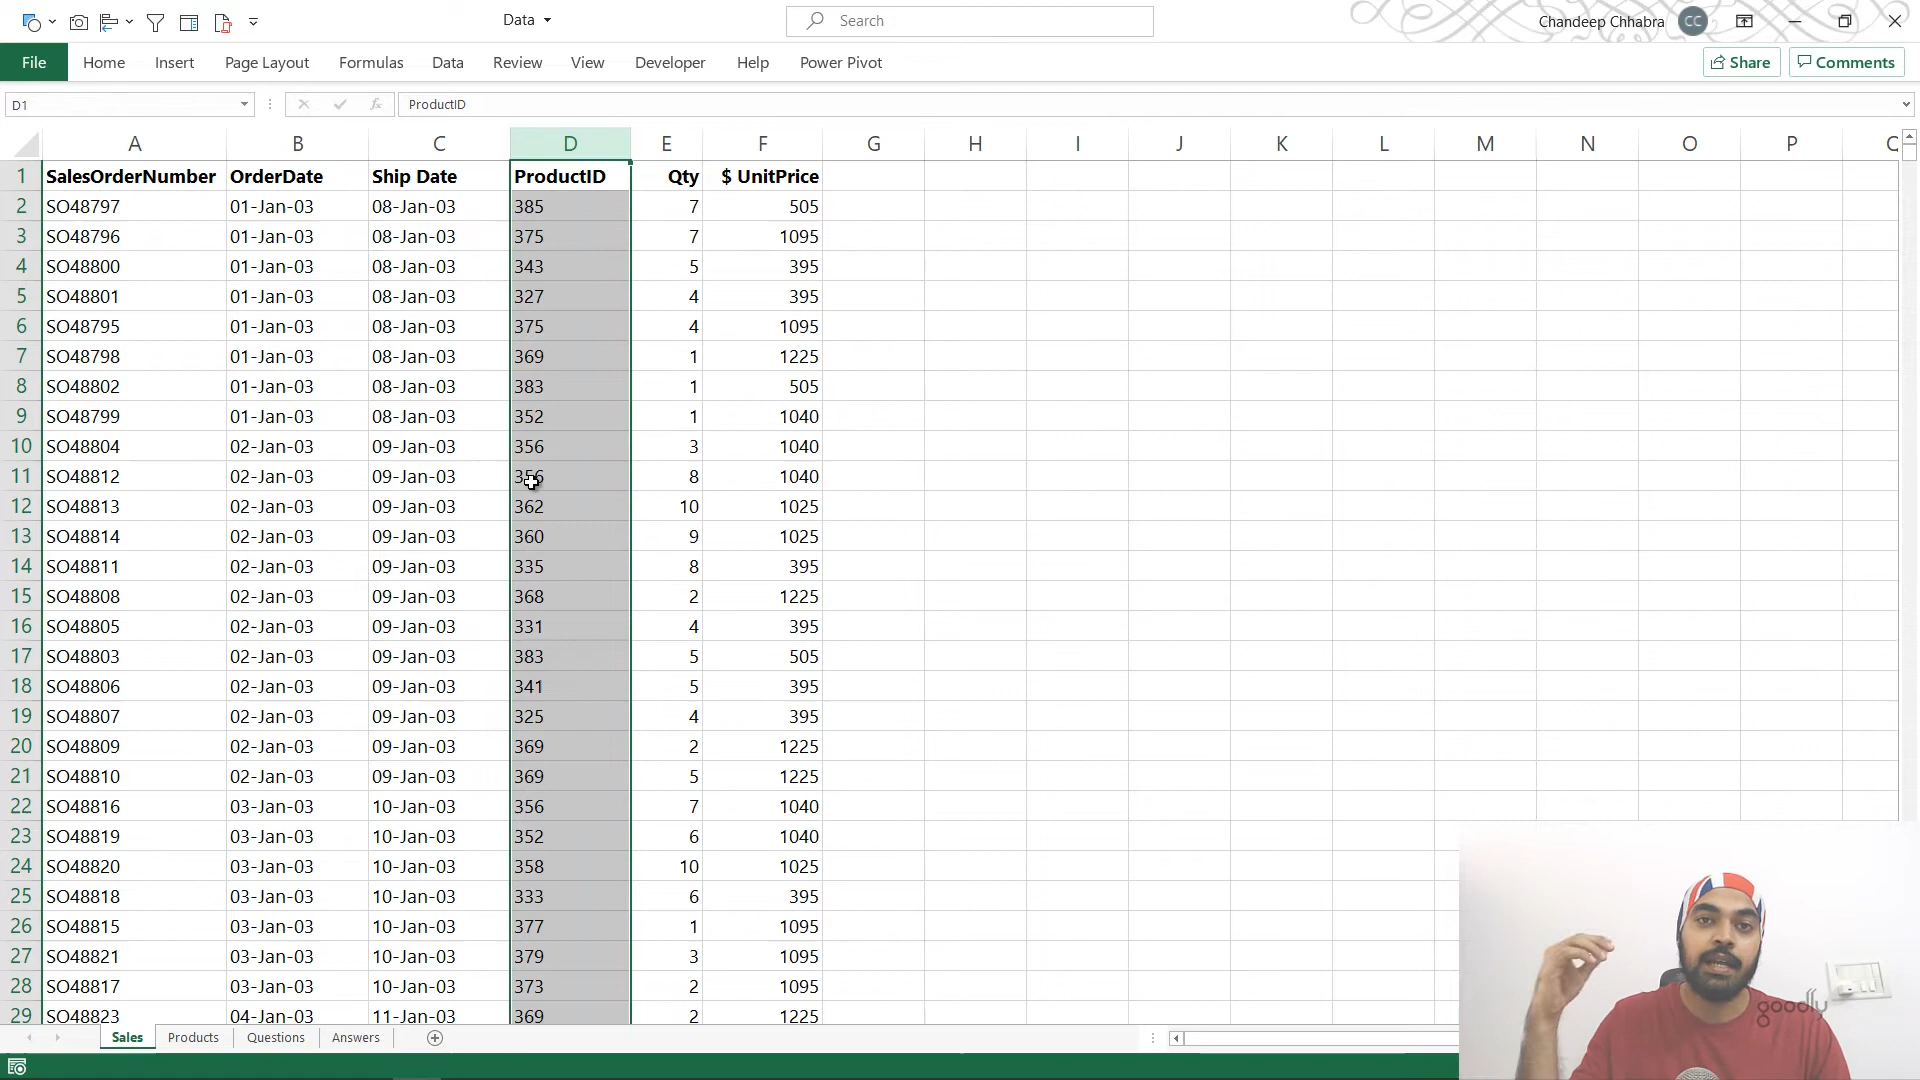 Data
Search
Chandeep Chhabra
CC
File Home Insert Page Layout Formulas Data Review View Developer Help Power Pivot Share Comments
D1 fx ProductID
A B C D E F G H I J K L M N O P Q
1 SalesOrderNumber OrderDate Ship Date ProductID Qty $ UnitPrice
2 SO48797 01-Jan-03 08-Jan-03 385 7 505
3 SO48796 01-Jan-03 08-Jan-03 375 7 1095
4 SO48800 01-Jan-03 08-Jan-03 343 5 395
5 SO48801 01-Jan-03 08-Jan-03 327 4 395
6 SO48795 01-Jan-03 08-Jan-03 375 4 1095
7 SO48798 01-Jan-03 08-Jan-03 369 1 1225
8 SO48802 01-Jan-03 08-Jan-03 383 1 505
9 SO48799 01-Jan-03 08-Jan-03 352 1 1040
10 SO48804 02-Jan-03 09-Jan-03 356 3 1040
11 SO48812 02-Jan-03 09-Jan-03 356 8 1040
12 SO48813 02-Jan-03 09-Jan-03 362 10 1025
13 SO48814 02-Jan-03 09-Jan-03 360 9 1025
14 SO48811 02-Jan-03 09-Jan-03 335 8 395
15 SO48808 02-Jan-03 09-Jan-03 368 2 1225
16 SO48805 02-Jan-03 09-Jan-03 331 4 395
17 SO48803 02-Jan-03 09-Jan-03 383 5 505
18 SO48806 02-Jan-03 09-Jan-03 341 5 395
19 SO48807 02-Jan-03 09-Jan-03 325 4 395
20 SO48809 02-Jan-03 09-Jan-03 369 2 1225
21 SO48810 02-Jan-03 09-Jan-03 369 5 1225
22 SO48816 03-Jan-03 10-Jan-03 356 7 1040
23 SO48819 03-Jan-03 10-Jan-03 352 6 1040
24 SO48820 03-Jan-03 10-Jan-03 358 10 1025
25 SO48818 03-Jan-03 10-Jan-03 333 6 395
26 SO48815 03-Jan-03 10-Jan-03 377 1 1095
27 SO48821 03-Jan-03 10-Jan-03 379 3 1095
28 SO48817 03-Jan-03 10-Jan-03 373 2 1095
29 SO48823 04-Jan-03 11-Jan-03 369 2 1225
goodly
Sales Products Questions Answers